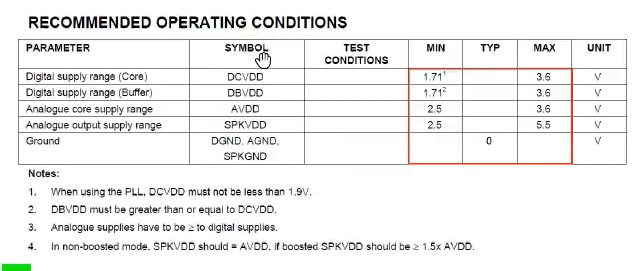 RECOMMENDED OPERATING CONDITIONS
PARAMETER SYMBOL TEST CONDITIONS MIN TYP MAX UNIT
Digital supply range (Core) DCVDD 1.71¹ 3.6 V
Digital supply range (Buffer) DBVDD 1.71² 3.6 V
Analogue core supply range AVDD 2.5 3.6 V
Analogue output supply range SPKVDD 2.5 5.5 V
Ground DGND, AGND, SPKGND 0 V
Notes:
1. When using the PLL, DCVDD must not be less than 1.9V.
2. DBVDD must be greater than or equal to DCVDD.
3. Analogue supplies have to be ≥ to digital supplies.
4. In non-boosted mode, SPKVDD should = AVDD, if boosted SPKVDD should be ≥ 1.5x AVDD.